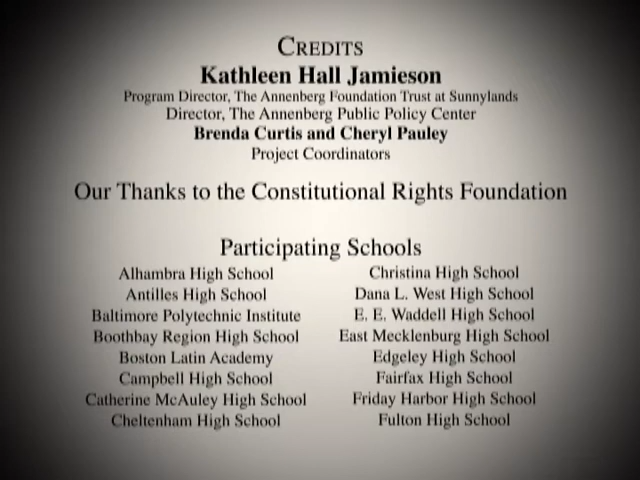 CREDITS
Kathleen Hall Jamieson
Program Director, The Annenberg Foundation Trust at Sunnylands
Director, The Annenberg Public Policy Center
Brenda Curtis and Cheryl Pauley
Project Coordinators
Our Thanks to the Constitutional Rights Foundation
Participating Schools
Alhambra High School
Antilles High School
Baltimore Polytechnic Institute
Boothbay Region High School
Boston Latin Academy
Campbell High School
Catherine McAuley High School
Cheltenham High School
Christina High School
Dana L. West High School
E. E. Waddell High School
East Mecklenburg High School
Edgeley High School
Fairfax High School
Friday Harbor High School
Fulton High School